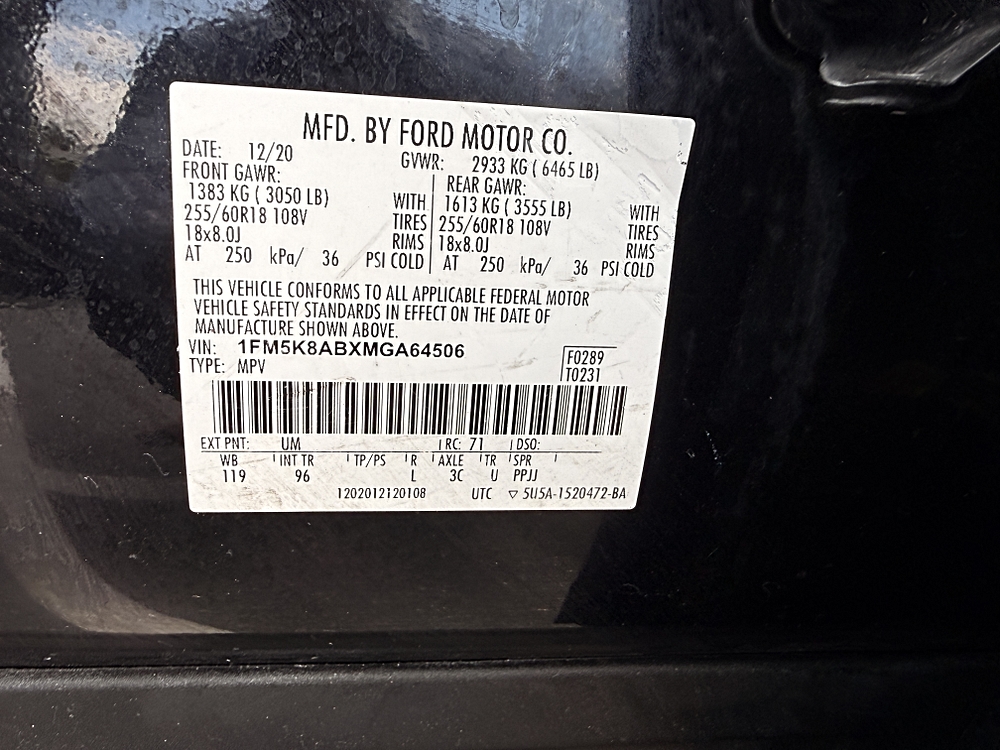 MFD. BY FORD MOTOR CO.
DATE: 12/20 GVWR: 2933 KG ( 6465 LB)
FRONT GAWR: REAR GAWR:
1383 KG ( 3050 LB) WITH 1613 KG ( 3555 LB) WITH
255/60R18 108V TIRES 255/60R18 108V TIRES
18x8.0J RIMS 18x8.0J RIMS
AT 250 kPa/ 36 PSI COLD AT 250 kPa/ 36 PSI COLD
THIS VEHICLE CONFORMS TO ALL APPLICABLE FEDERAL MOTOR
VEHICLE SAFETY STANDARDS IN EFFECT ON THE DATE OF
MANUFACTURE SHOWN ABOVE.
VIN: 1FM5K8ABXMGA64506 F0289
TYPE: MPV T0231
EXT PNT: UM RC: 71 DSO:
WB INT TR TP/PS R AXLE TR SPR
119 96 L 3C U PPJJ
1202012120108 UTC ▽ 5U5A-1520472-BA